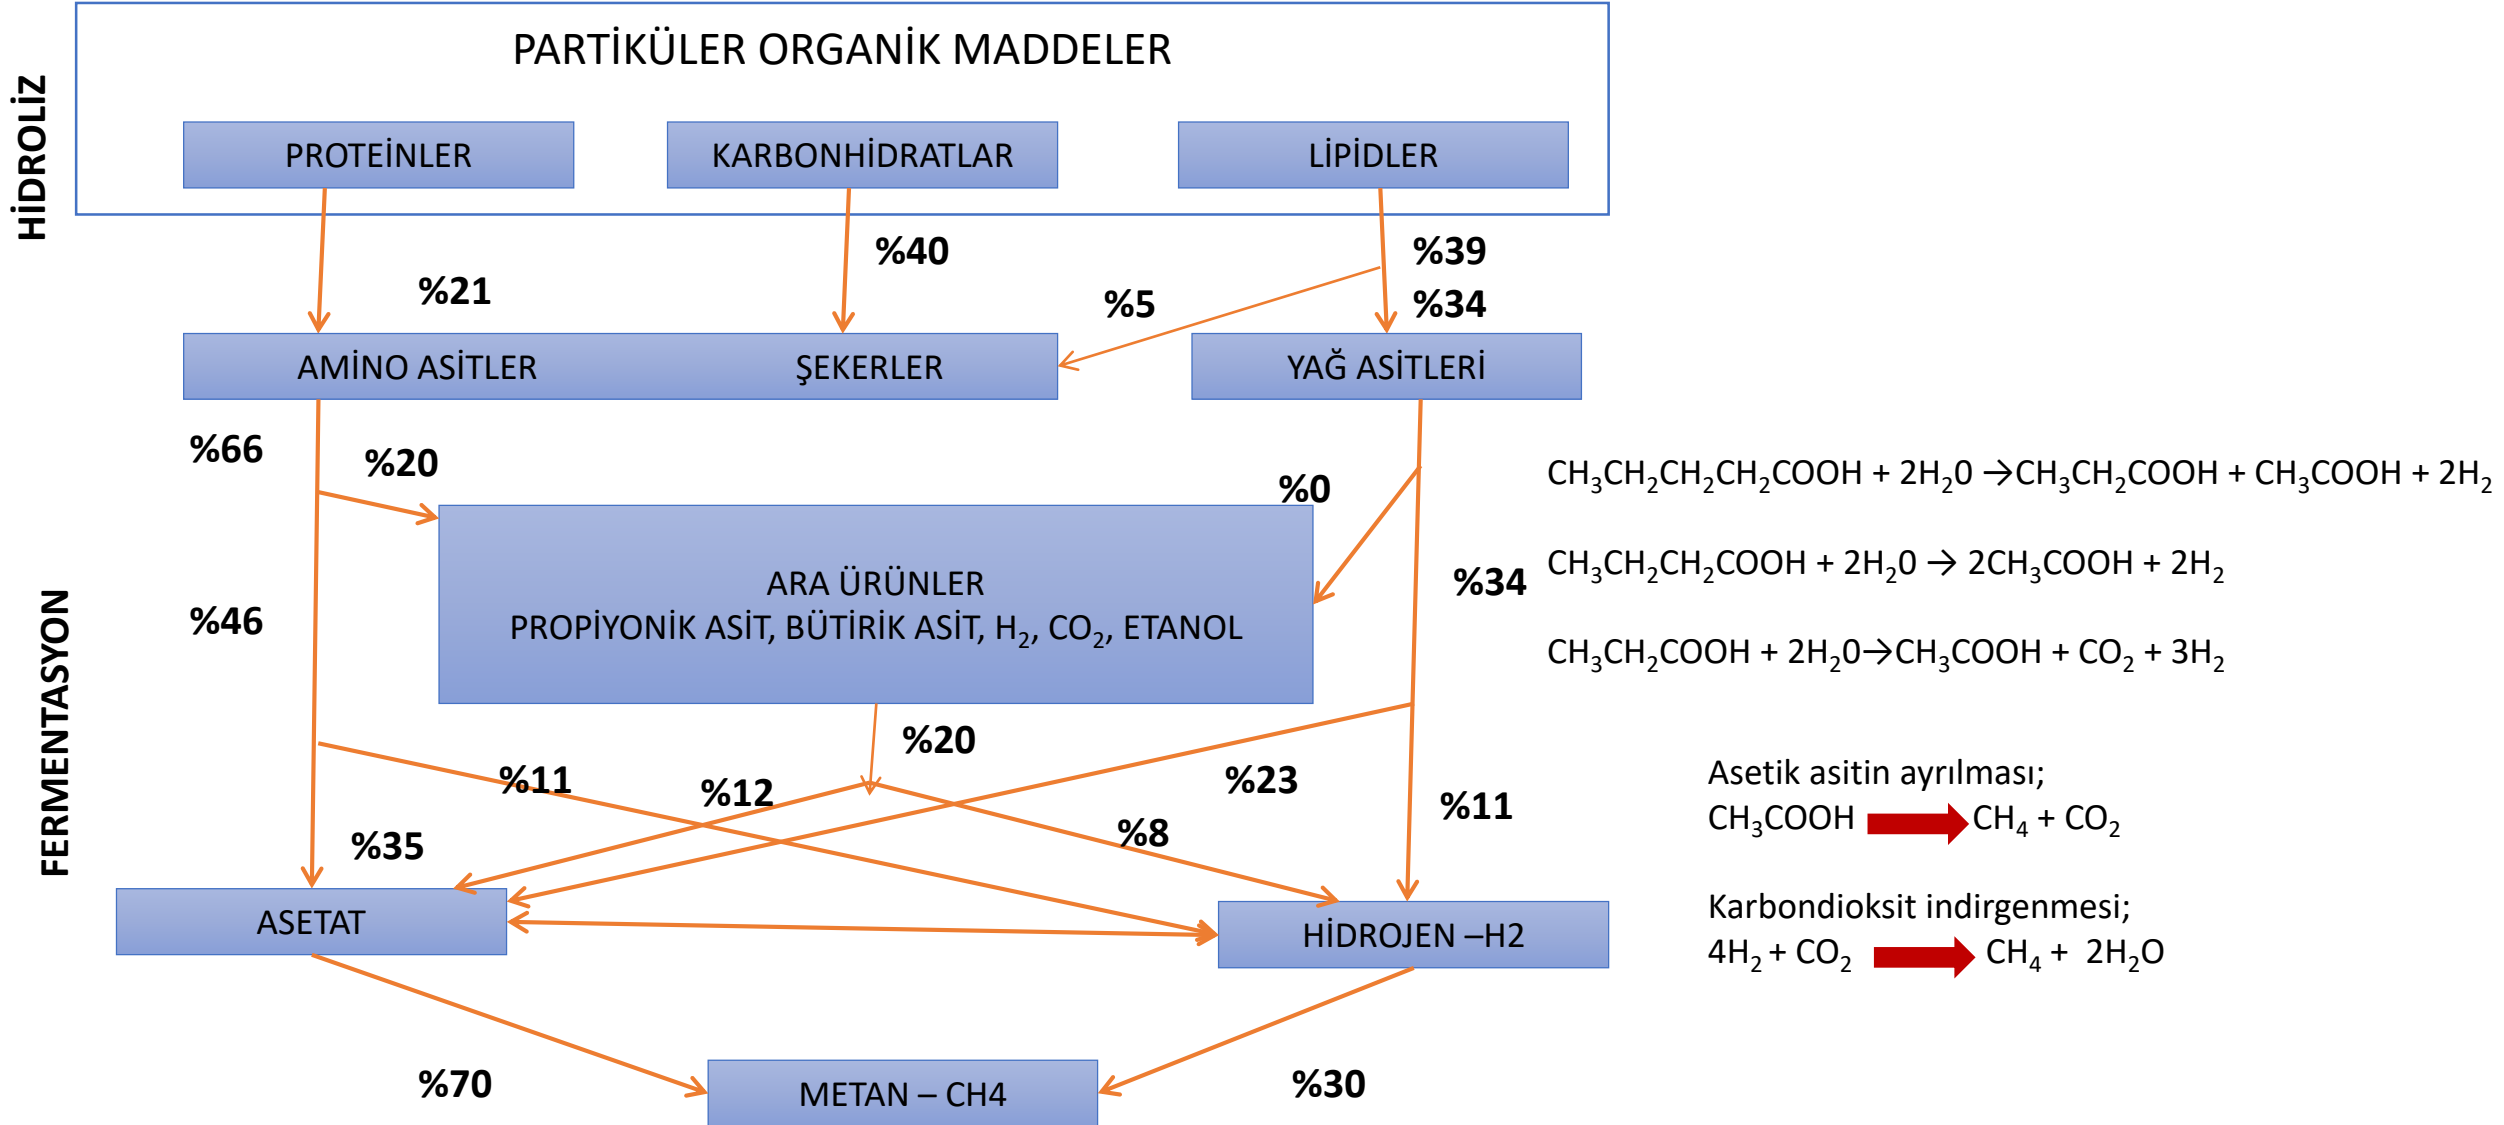 PARTİKÜLER ORGANİK MADDELER
HİDROLİZ
PROTEİNLER
KARBONHİDRATLAR
LİPİDLER
%21
%40
%39
%5
%34
AMİNO ASİTLER
ŞEKERLER
YAĞ ASİTLERİ
%66
%20
%0
CH3CH2CH2CH2COOH + 2H20 →CH3CH2COOH + CH3COOH + 2H2
FERMENTASYON
%46
ARA ÜRÜNLER
PROPİYONİK ASİT, BÜTİRİK ASİT, H2, CO2, ETANOL
%34
CH3CH2CH2COOH + 2H20 → 2CH3COOH + 2H2
CH3CH2COOH + 2H20→CH3COOH + CO2 + 3H2
%20
%11
%12
%23
%11
%35
%8
Asetik asitin ayrılması;
CH3COOH CH4 + CO2
ASETAT
HİDROJEN –H2
Karbondioksit indirgenmesi;
4H2 + CO2 CH4 + 2H2O
%70
METAN – CH4
%30